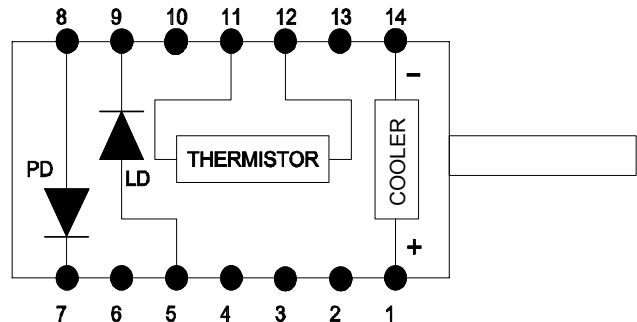 8 9 10 11 12 13 14
−
THERMISTOR
COOLER
PD
LD
+
7 6 5 4 3 2 1